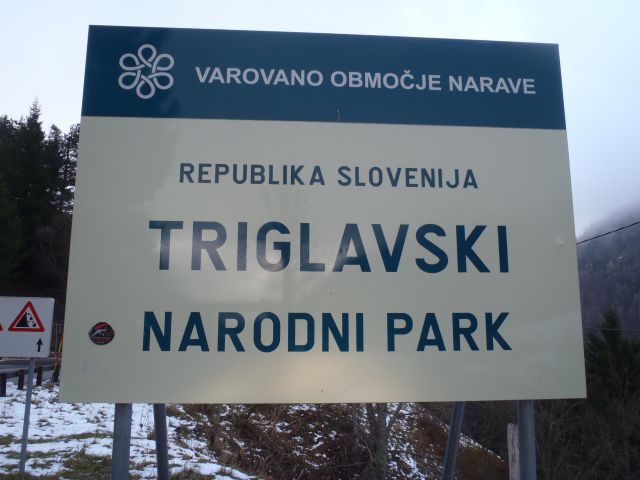 VAROVANO OBMOČJE NARAVE
REPUBLIKA SLOVENIJA
TRIGLAVSKI
NARODNI PARK